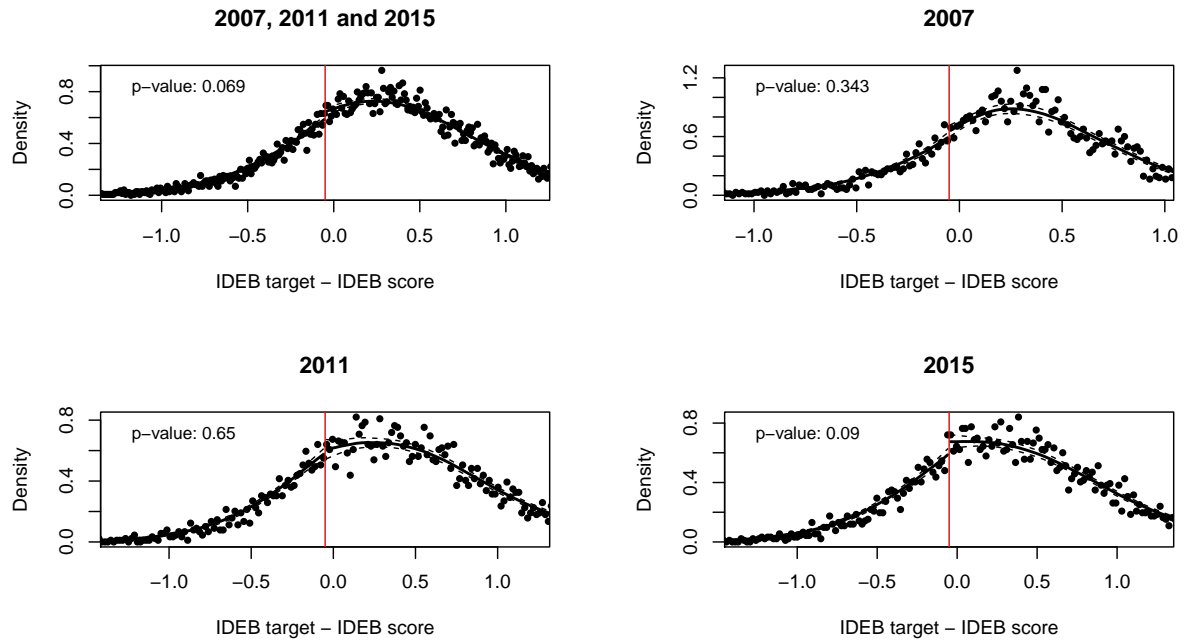 2007, 2011 and 2015
p−value: 0.069
Density
0.0 0.4 0.8
−1.0 −0.5 0.0 0.5 1.0
IDEB target − IDEB score
2007
p−value: 0.343
Density
0.0 0.6 1.2
−1.0 −0.5 0.0 0.5 1.0
IDEB target − IDEB score
2011
p−value: 0.65
Density
0.0 0.4 0.8
−1.0 −0.5 0.0 0.5 1.0
IDEB target − IDEB score
2015
p−value: 0.09
Density
0.0 0.4 0.8
−1.0 −0.5 0.0 0.5 1.0
IDEB target − IDEB score